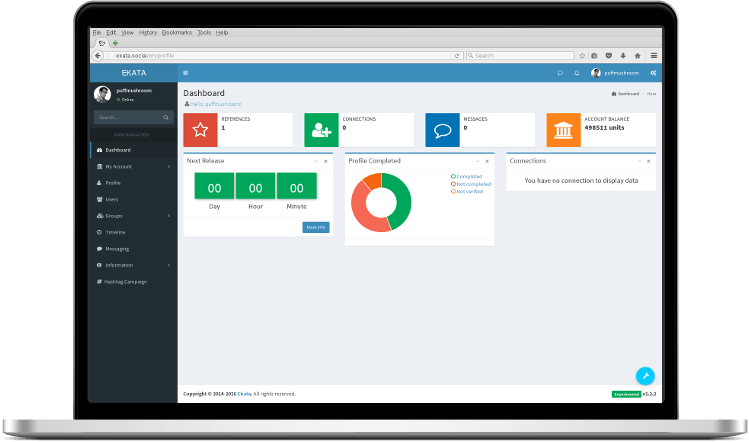 File Edit View History Bookmarks Tools Help
ekata.social/en/profile
Search
EKATA
puffmushroom
puffmushroom
Online
Search...
MAIN NAVIGATION
Dashboard
My Account
Profile
Users
Groups
Timeline
Messaging
Information
Hashtag Campaign
Dashboard
Hello, puffmushroom!
Dashboard
Here
REFERENCES
1
CONNECTIONS
0
MESSAGES
0
ACCOUNT BALANCE
498511 units
Next Release
00 00 00
Day Hour Minute
More info
Profile Completed
Completed
Not completed
Not verified
Connections
You have no connection to display data
Copyright © 2014-2016 Ekata. All rights reserved.
Experimental v1.2.2